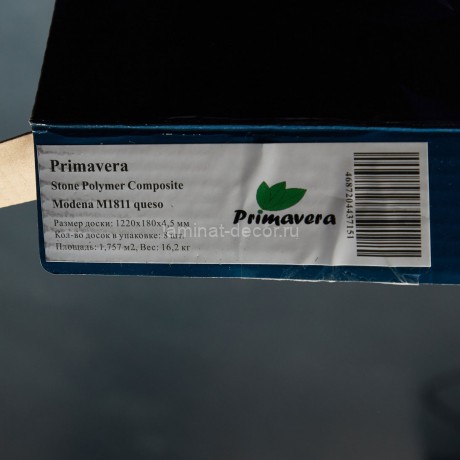 Primavera
Stone Polymer Composite
Modena M1811 queso
Размер доски: 1220x180x4,5 мм
Кол-во досок в упаковке: 8 шт.
Площадь: 1,757 м2, Вес: 16,2 кг
Primavera
4687204437151
laminat-decor.ru